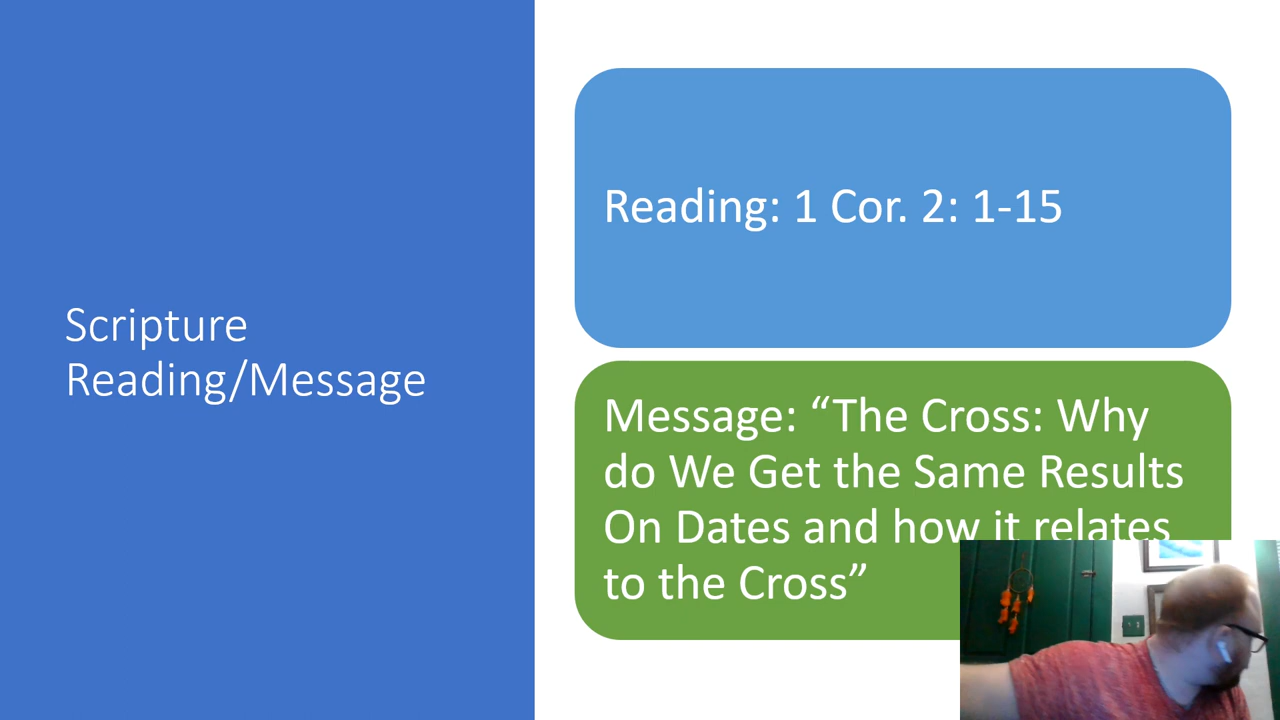 Scripture
Reading/Message
Reading: 1 Cor. 2: 1-15
Message: “The Cross: Why
do We Get the Same Results
On Dates and how it relates
to the Cross”